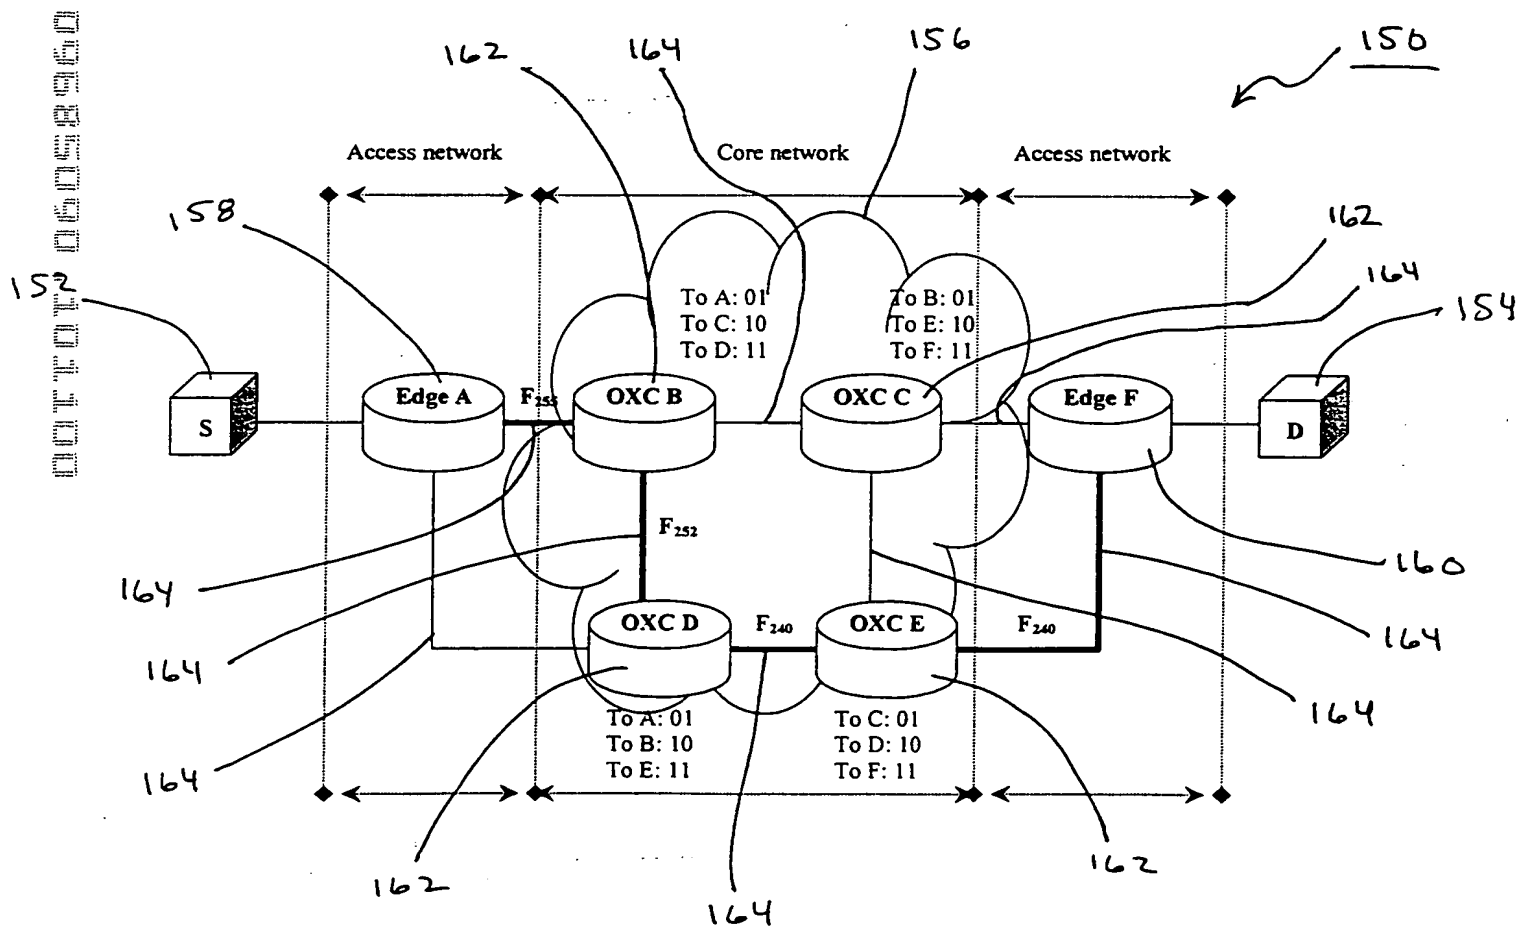 09685090 . 101100
150
162
164
156
Access network
Core network
Access network
158
162
152
164
154
To A: 01
To C: 10
To D: 11
To B: 01
To E: 10
To F: 11
S
Edge A
F₂₅₅
OXC B
OXC C
Edge F
D
F₂₅₂
164
160
OXC D
F₂₄₀
OXC E
F₂₄₀
164
164
164
To A: 01
To B: 10
To E: 11
To C: 01
To D: 10
To F: 11
164
162
162
164